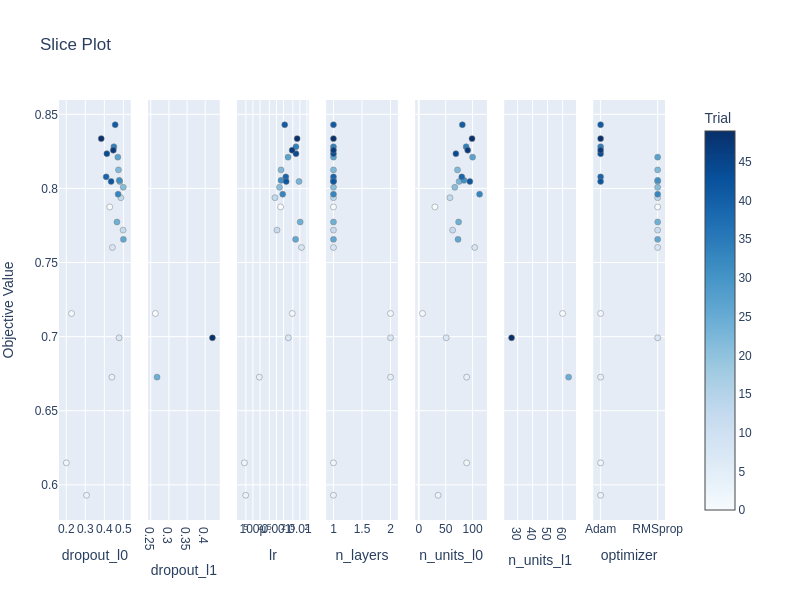 Slice Plot
Trial
0.85
0.8
0.75
0.7
0.65
0.6
Objective Value
45
40
35
30
25
20
15
10
5
0
0.2 0.3 0.4 0.5
0.25 0.3 0.35 0.4
0.01
1 1.5 2
0 50 100
30 40 50 60
Adam RMSprop
dropout_l0
dropout_l1
lr
n_layers
n_units_l0
n_units_l1
optimizer